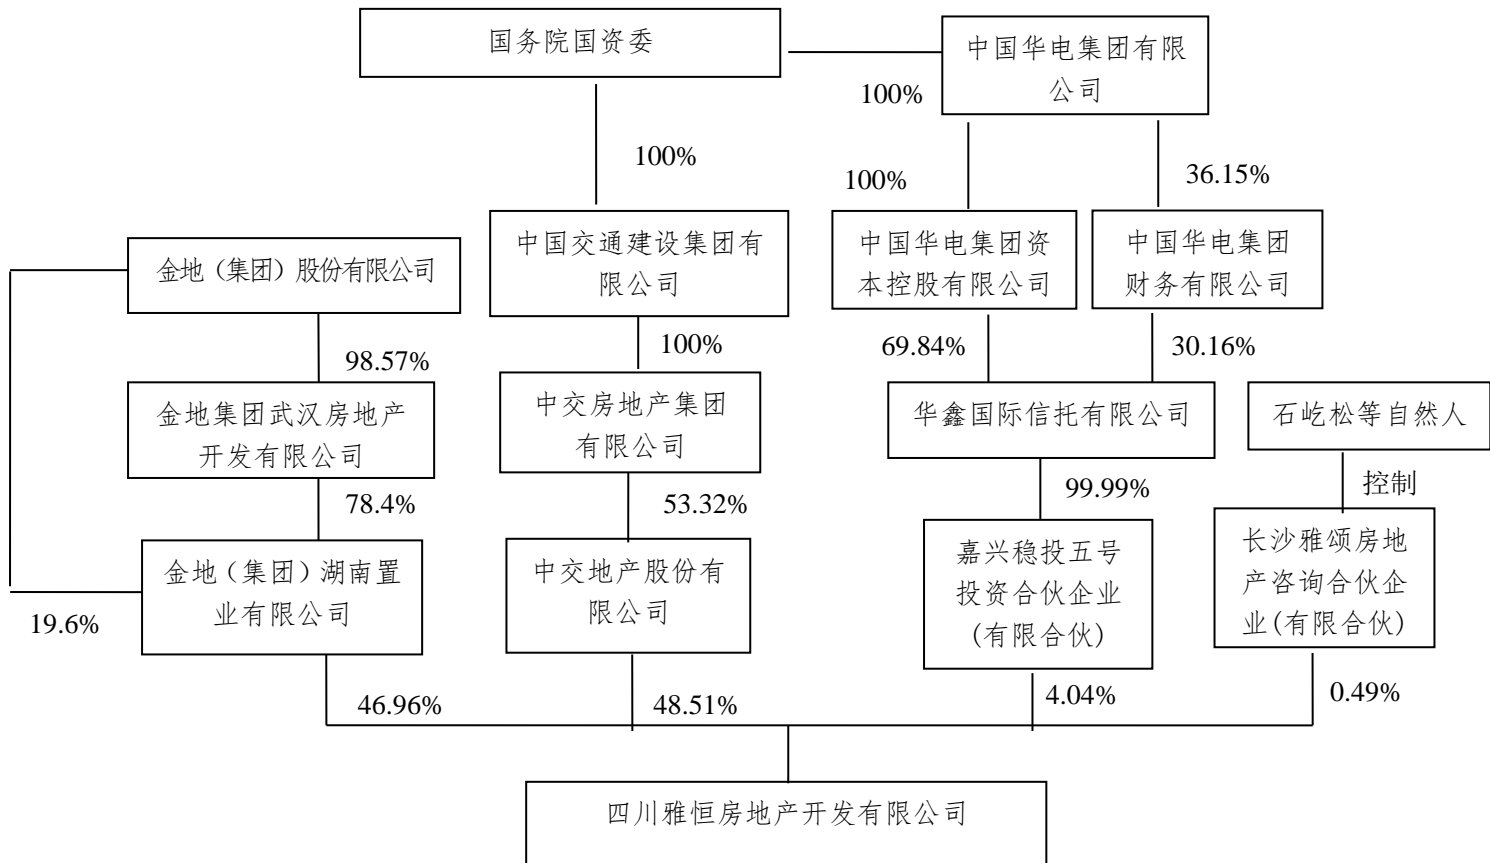 国务院国资委
中国华电集团有限
公司
100%
100%
100%
36.15%
中国交通建设集团有
限公司
中国华电集团资
本控股有限公司
中国华电集团
财务有限公司
金地（集团）股份有限公司
98.57%
100%
69.84%
30.16%
金地集团武汉房地产
开发有限公司
中交房地产集团
有限公司
华鑫国际信托有限公司
石屹松等自然人
78.4%
53.32%
99.99%
控制
金地（集团）湖南置
业有限公司
中交地产股份有
限公司
嘉兴稳投五号
投资合伙企业
(有限合伙)
长沙雅颂房地
产咨询合伙企
业(有限合伙)
19.6%
46.96%
48.51%
4.04%
0.49%
四川雅恒房地产开发有限公司